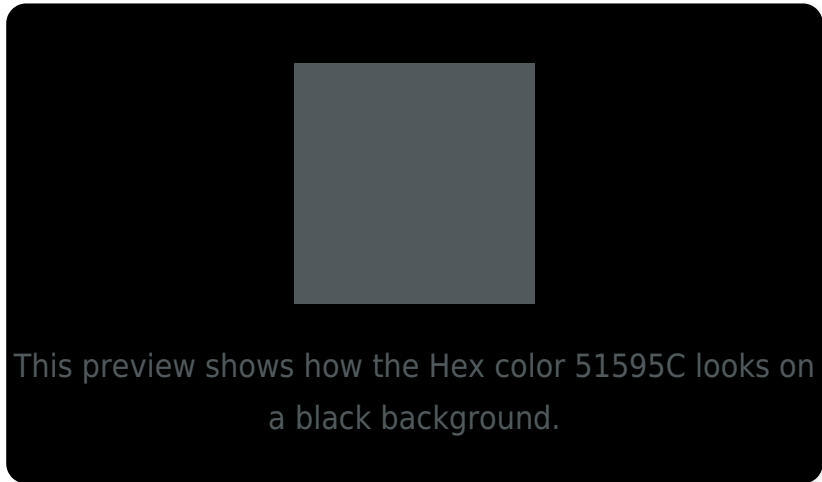 This preview shows how the Hex color 51595C looks on
a black background.